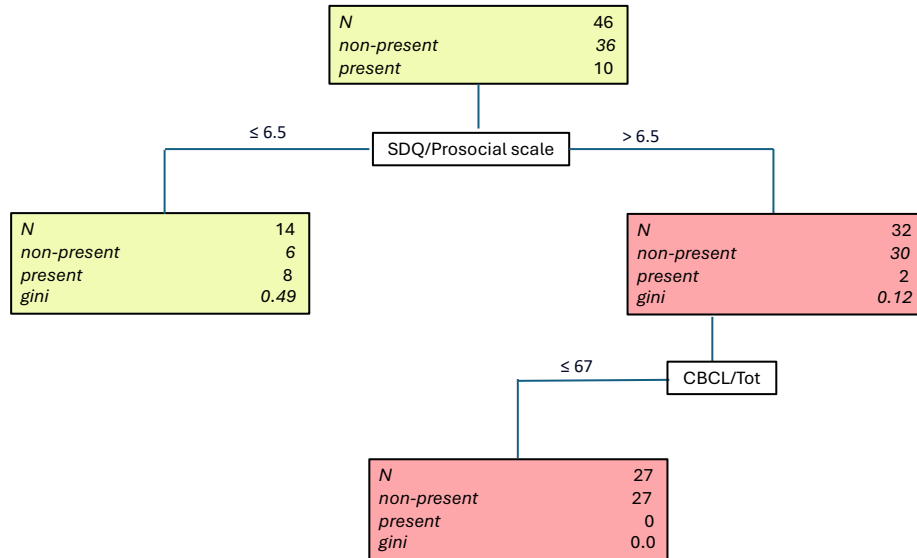 N 46
non-present 36
present 10
≤ 6.5
> 6.5
SDQ/Prosocial scale
N 14
non-present 6
present 8
gini 0.49
N 32
non-present 30
present 2
gini 0.12
≤ 67
CBCL/Tot
N 27
non-present 27
present 0
gini 0.0